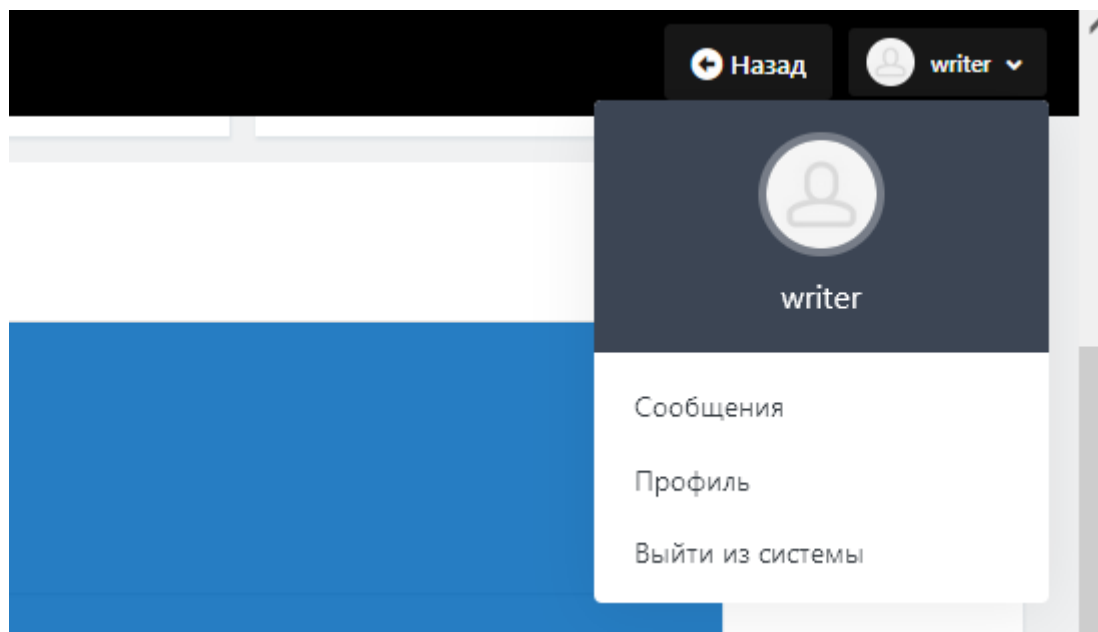 Назад
writer
writer
Сообщения
Профиль
Выйти из системы